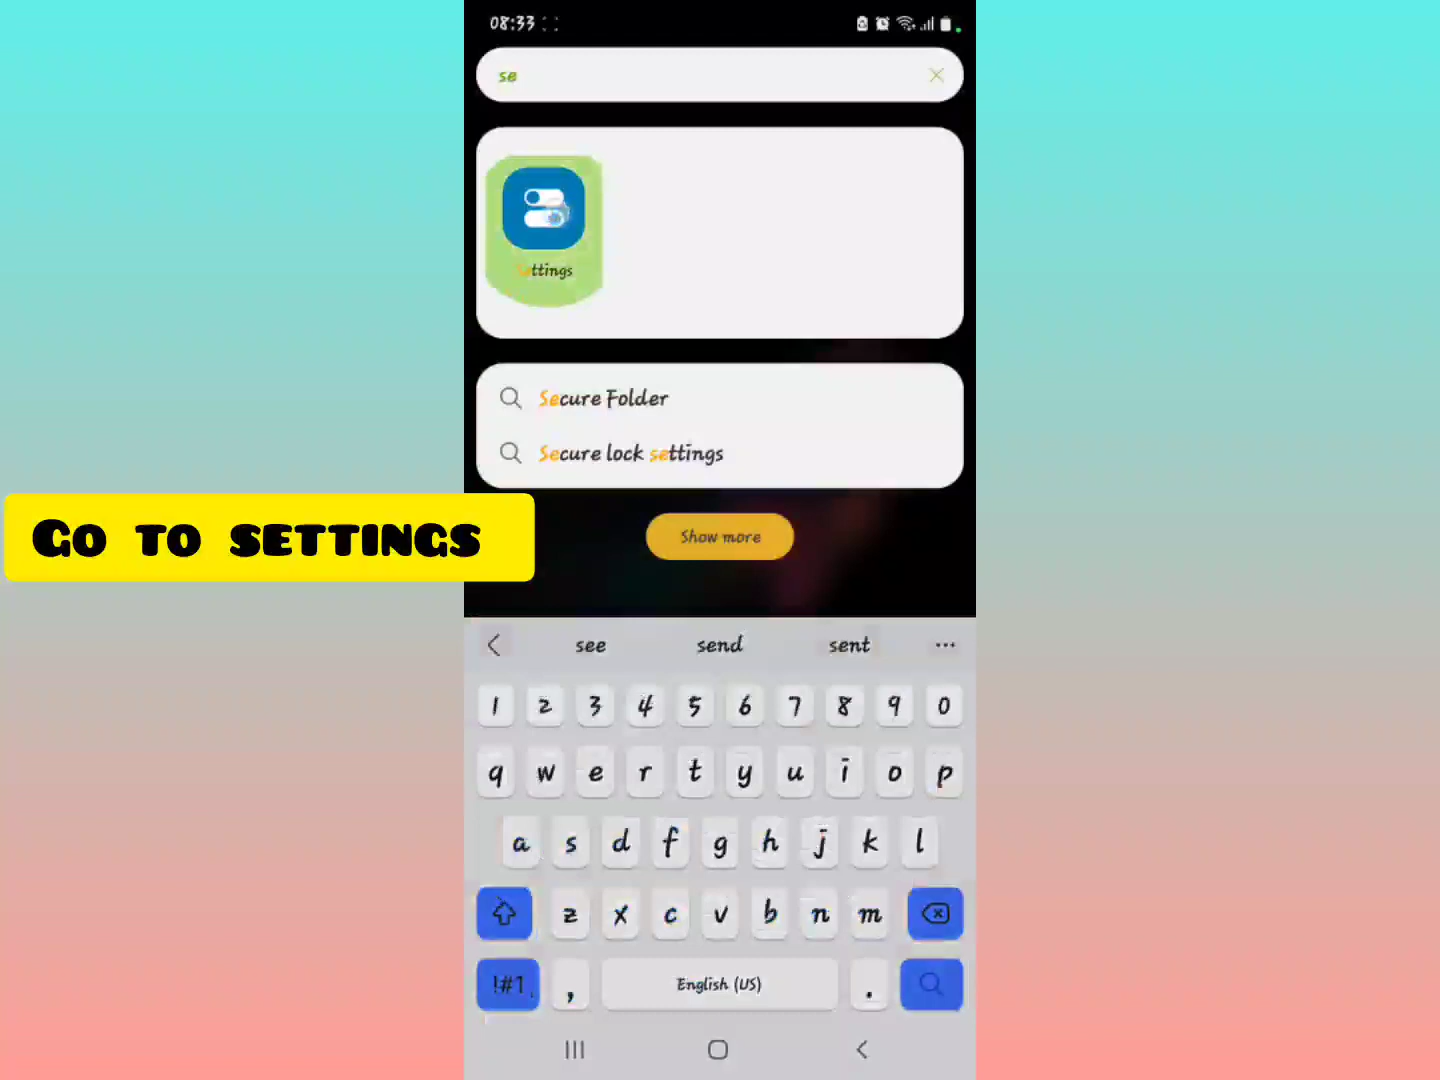 08:33
se
Settings
Secure Folder
Secure lock settings
Go to settings
Show more
see send sent
1 2 3 4 5 6 7 8 9 0
q w e r t y u i o p
a s d f g h j k l
z x c v b n m
!#1 , English (US) .